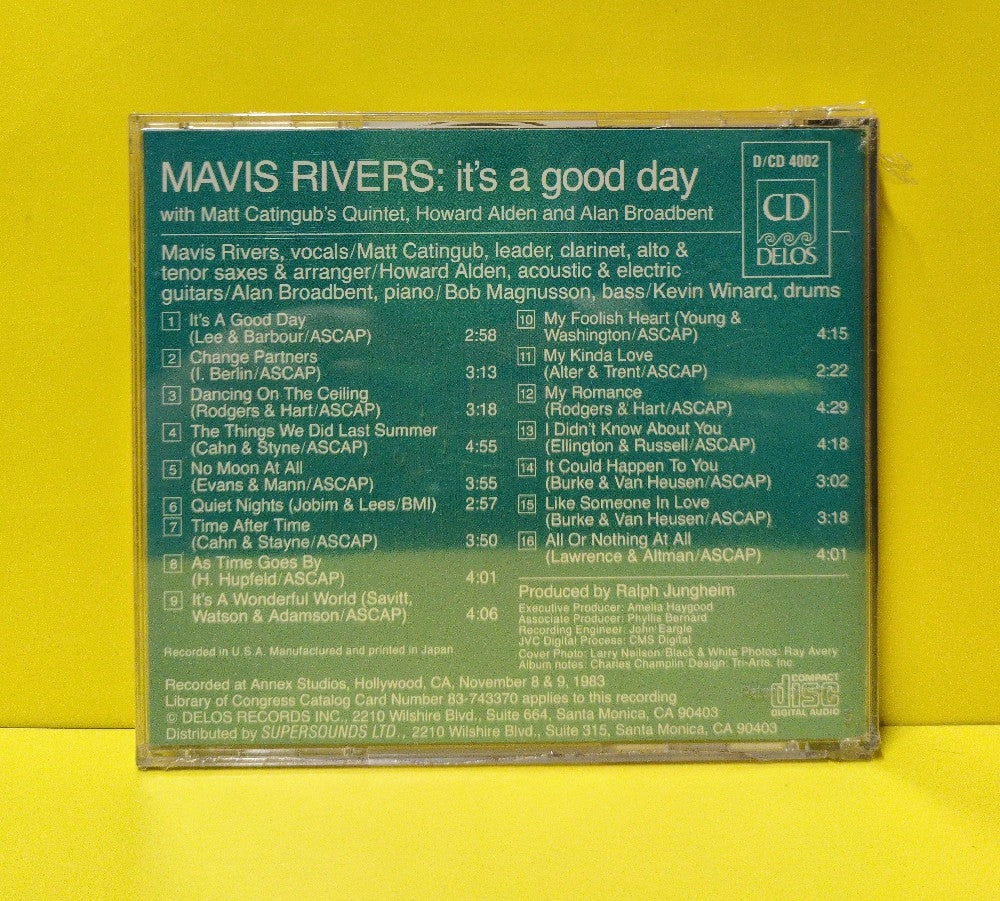 MAVIS RIVERS: it's a good day
with Matt Catingub's Quintet, Howard Alden and Alan Broadbent
D/CD 4002
CD
DELOS
Mavis Rivers, vocals/Matt Catingub, leader, clarinet, alto &
tenor saxes & arranger/Howard Alden, acoustic & electric
guitars/Alan Broadbent, piano/Bob Magnusson, bass/Kevin Winard, drums
1 It's A Good Day
(Lee & Barbour/ASCAP) 2:58
2 Change Partners
(I. Berlin/ASCAP) 3:13
3 Dancing On The Ceiling
(Rodgers & Hart/ASCAP) 3:18
4 The Things We Did Last Summer
(Cahn & Styne/ASCAP) 4:55
5 No Moon At All
(Evans & Mann/ASCAP) 3:55
6 Quiet Nights (Jobim & Lees/BMI) 2:57
7 Time After Time
(Cahn & Stayne/ASCAP) 3:50
8 As Time Goes By
(H. Hupfeld/ASCAP) 4:01
9 It's A Wonderful World (Savitt,
Watson & Adamson/ASCAP) 4:06
10 My Foolish Heart (Young &
Washington/ASCAP) 4:15
11 My Kinda Love
(Alter & Trent/ASCAP) 2:22
12 My Romance
(Rodgers & Hart/ASCAP) 4:29
13 I Didn't Know About You
(Ellington & Russell/ASCAP) 4:18
14 It Could Happen To You
(Burke & Van Heusen/ASCAP) 3:02
15 Like Someone In Love
(Burke & Van Heusen/ASCAP) 3:18
16 All Or Nothing At All
(Lawrence & Altman/ASCAP) 4:01
Produced by Ralph Jungheim
Executive Producer: Amelia Haygood
Associate Producer: Phyllis Bernard
Recording Engineer: John Eargle
JVC Digital Process: CMS Digital
Cover Photo: Larry Neilson/Black & White Photos: Ray Avery
Album notes: Charles Champlin/Design: Tri-Arts, Inc.
Recorded in U.S.A. Manufactured and printed in Japan
Recorded at Annex Studios, Hollywood, CA, November 8 & 9, 1983
Library of Congress Catalog Card Number 83-743370 applies to this recording
© DELOS RECORDS INC., 2210 Wilshire Blvd., Suite 664, Santa Monica, CA 90403
Distributed by SUPERSOUNDS LTD., 2210 Wilshire Blvd., Suite 315, Santa Monica, CA 90403
COMPACT
disc
DIGITAL AUDIO